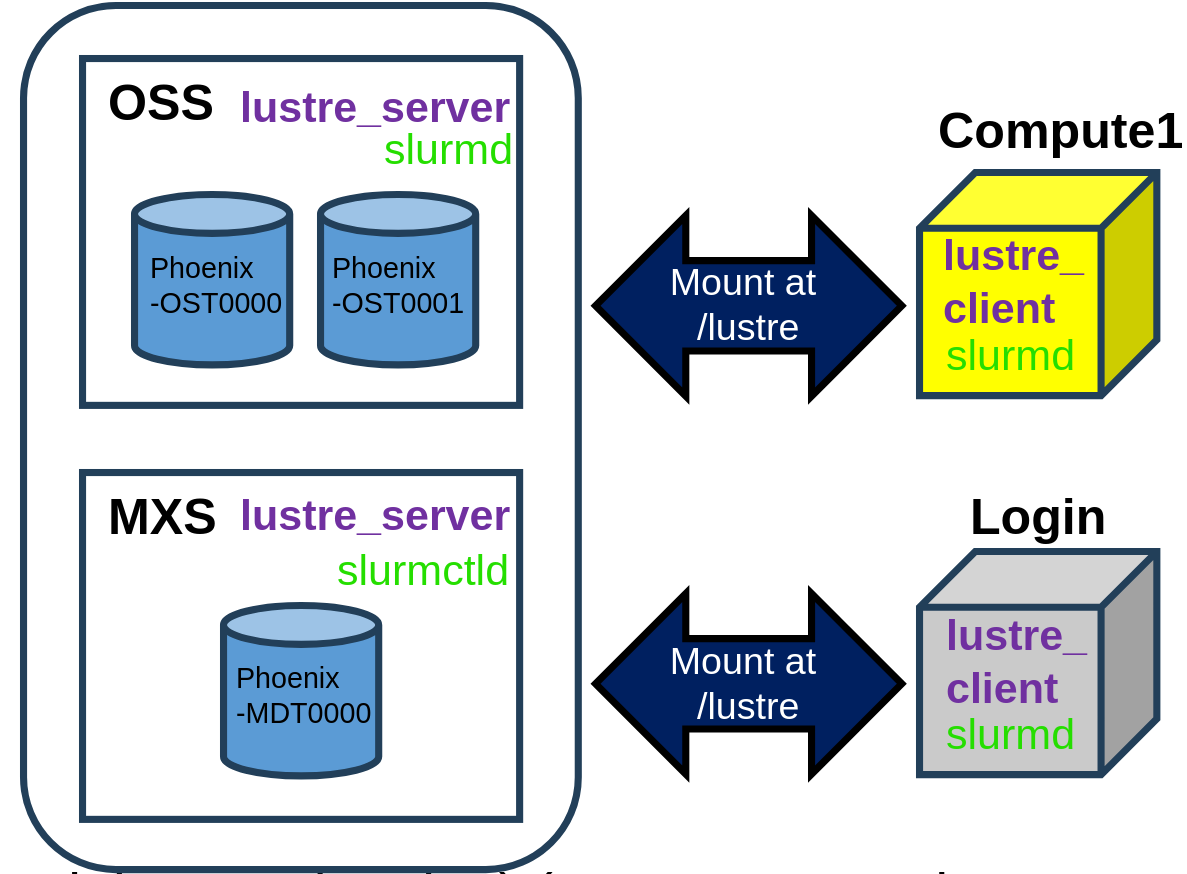 OSS lustre_server
slurmd
Phoenix
-OST0000
Phoenix
-OST0001
Mount at
/lustre
Compute1
lustre_
client
slurmd
MXS lustre_server
slurmctld
Phoenix
-MDT0000
Mount at
/lustre
Login
lustre_
client
slurmd